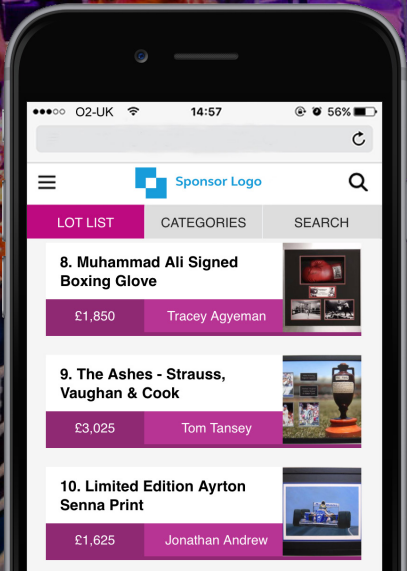 O2-UK 14:57 56%
Sponsor Logo
LOT LIST CATEGORIES SEARCH
8. Muhammad Ali Signed
Boxing Glove
£1,850 Tracey Agyeman
9. The Ashes - Strauss,
Vaughan & Cook
£3,025 Tom Tansey
10. Limited Edition Ayrton
Senna Print
£1,625 Jonathan Andrew